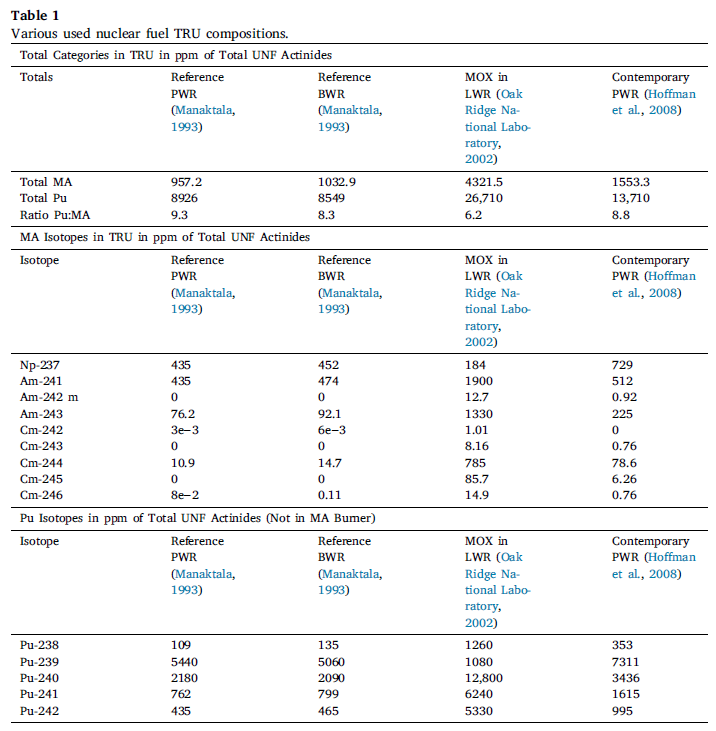 Table 1
Various used nuclear fuel TRU compositions.
Total Categories in TRU in ppm of Total UNF Actinides
Totals Reference PWR (Manaktala, 1993) Reference BWR (Manaktala, 1993) MOX in LWR (Oak Ridge National Laboratory, 2002) Contemporary PWR (Hoffman et al., 2008)
Total MA 957.2 1032.9 4321.5 1553.3
Total Pu 8926 8549 26,710 13,710
Ratio Pu:MA 9.3 8.3 6.2 8.8
MA Isotopes in TRU in ppm of Total UNF Actinides
Isotope Reference PWR (Manaktala, 1993) Reference BWR (Manaktala, 1993) MOX in LWR (Oak Ridge National Laboratory, 2002) Contemporary PWR (Hoffman et al., 2008)
Np-237 435 452 184 729
Am-241 435 474 1900 512
Am-242 m 0 0 12.7 0.92
Am-243 76.2 92.1 1330 225
Cm-242 3e−3 6e−3 1.01 0
Cm-243 0 0 8.16 0.76
Cm-244 10.9 14.7 785 78.6
Cm-245 0 0 85.7 6.26
Cm-246 8e−2 0.11 14.9 0.76
Pu Isotopes in ppm of Total UNF Actinides (Not in MA Burner)
Isotope Reference PWR (Manaktala, 1993) Reference BWR (Manaktala, 1993) MOX in LWR (Oak Ridge National Laboratory, 2002) Contemporary PWR (Hoffman et al., 2008)
Pu-238 109 135 1260 353
Pu-239 5440 5060 1080 7311
Pu-240 2180 2090 12,800 3436
Pu-241 762 799 6240 1615
Pu-242 435 465 5330 995